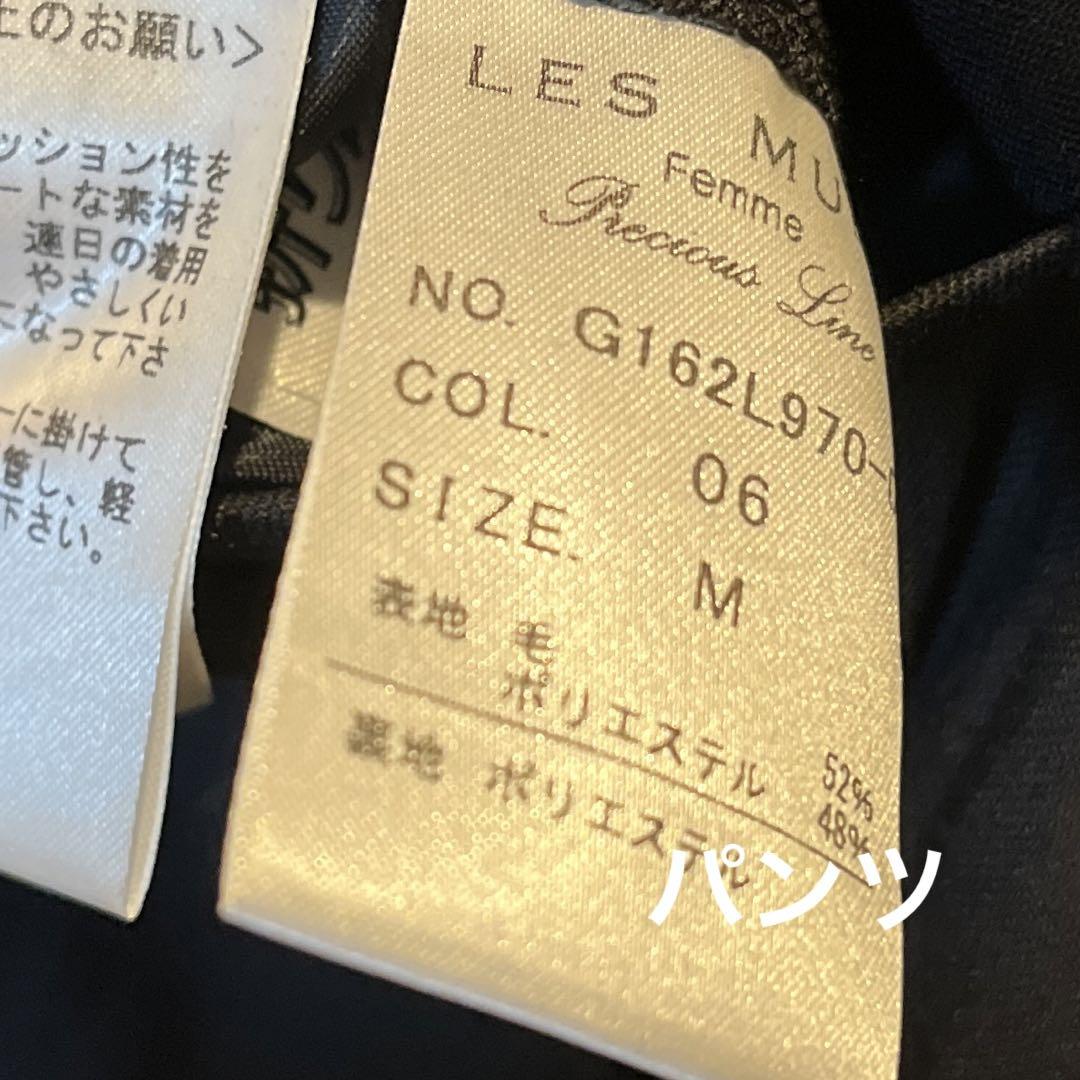 上のお願い＞
ッション性を
ートな素材を
連日の着用
やさしくい
になって下さ
ーに掛けて
管し、軽
下さい。
LES MU
Femme
Precious Line
NO. G162L970-
COL. 06
SIZE. M
表地 毛 52%
ポリエステル 48%
裏地 ポリエステル
パンツ